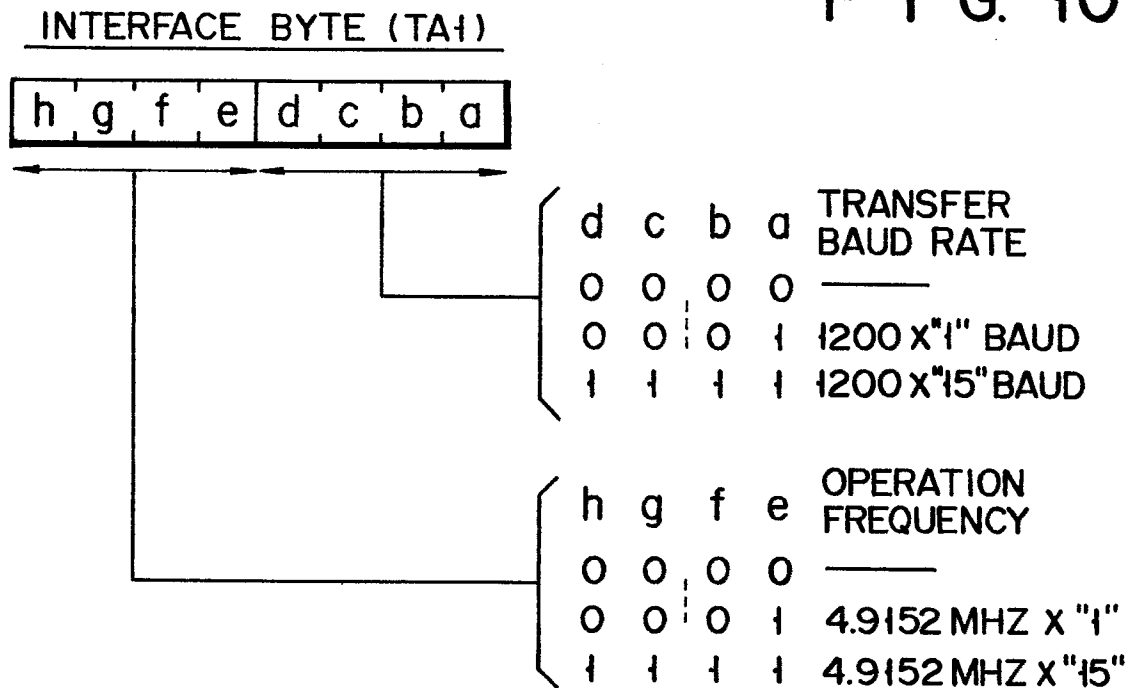 F I G. 10
INTERFACE BYTE (TA1)
h g f e d c b a
d c b a TRANSFER BAUD RATE
0 0 0 0 ―
0 0 0 1 1200 X "1" BAUD
1 1 1 1 1200 X "15" BAUD
h g f e OPERATION FREQUENCY
0 0 0 0 ―
0 0 0 1 4.9152 MHZ X "1"
1 1 1 1 4.9152 MHZ X "15"